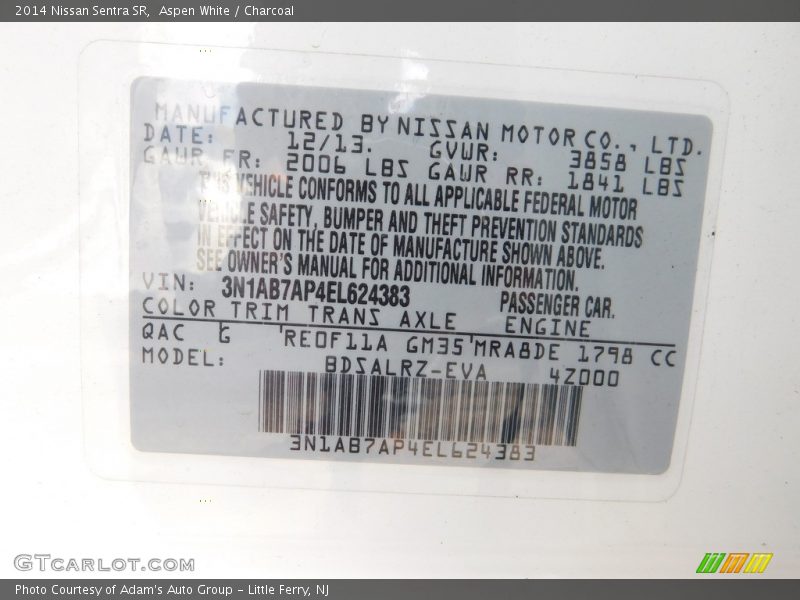 2014 Nissan Sentra SR, Aspen White / Charcoal
MANUFACTURED BY NISSAN MOTOR CO., LTD.
DATE: 12/13. GVWR: 3858 LBS
GAWR FR: 2006 LBS GAWR RR: 1841 LBS
THIS VEHICLE CONFORMS TO ALL APPLICABLE FEDERAL MOTOR
VEHICLE SAFETY, BUMPER AND THEFT PREVENTION STANDARDS
IN EFFECT ON THE DATE OF MANUFACTURE SHOWN ABOVE.
SEE OWNER'S MANUAL FOR ADDITIONAL INFORMATION.
VIN: 3N1AB7AP4EL624383 PASSENGER CAR.
COLOR TRIM TRANS AXLE ENGINE
QAC G RE0F11A GM35 MRA8DE 1798 CC
MODEL: BDSALRZ-EVA 4Z000
3N1AB7AP4EL624383
GTCARLOT.COM
Photo Courtesy of Adam's Auto Group - Little Ferry, NJ